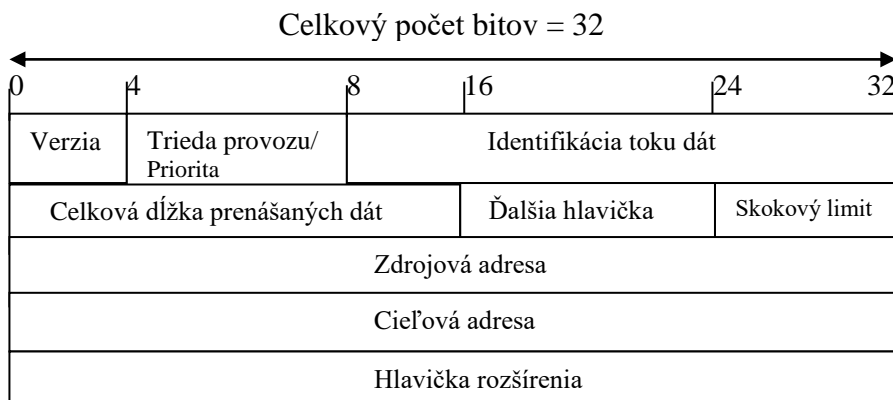 Celkový počet bitov = 32
0 4 8 16 24 32
Verzia Trieda provozu/ Identifikácia toku dát
Priorita
Celková dĺžka prenášaných dát Ďalšia hlavička Skokový limit
Zdrojová adresa
Cieľová adresa
Hlavička rozšírenia